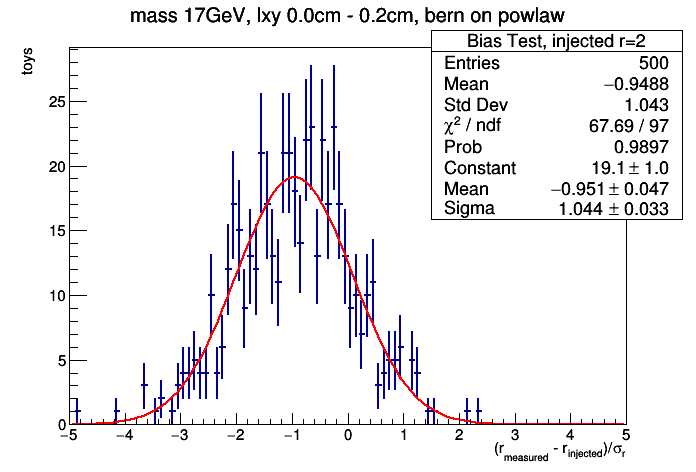 mass 17GeV, lxy 0.0cm - 0.2cm, bern on powlaw
Bias Test, injected r=2
Entries 500
Mean −0.9488
Std Dev 1.043
χ² / ndf 67.69 / 97
Prob 0.9897
Constant 19.1 ± 1.0
Mean −0.951 ± 0.047
Sigma 1.044 ± 0.033
toys
25
20
15
10
5
0
−5 −4 −3 −2 −1 0 1 2 3 4 5
(r_measured - r_injected)/σ_r